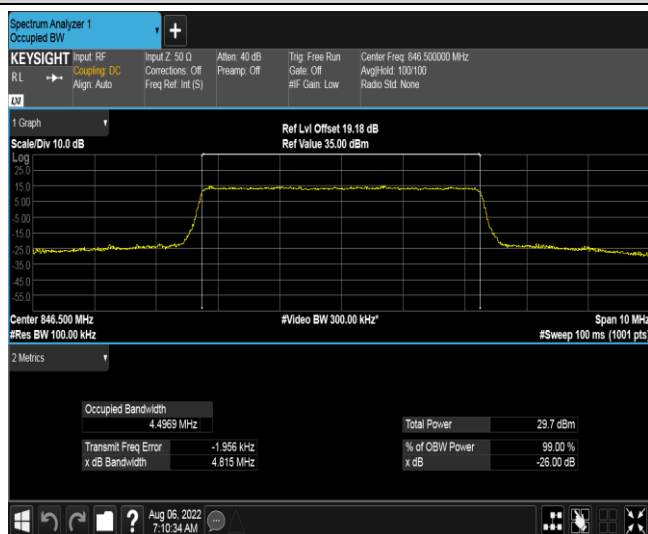 Spectrum Analyzer 1
Occupied BW
+
KEYSIGHT Input: RF Input Z: 50 Ω Atten: 40 dB Trig: Free Run Center Freq: 846.500000 MHz
RL Coupling: DC Corrections: Off Preamp: Off Gate: Off Avg|Hold: 100/100
Align: Auto Freq Ref: Int (S) #IF Gain: Low Radio Std: None
LXI
1 Graph
Ref Lvl Offset 19.18 dB
Scale/Div 10.0 dB Ref Value 35.00 dBm
Log
25.0
15.0
5.00
-5.00
-15.0
-25.0
-35.0
-45.0
-55.0
Center 846.500 MHz #Video BW 300.00 kHz* Span 10 MHz
#Res BW 100.00 kHz #Sweep 100 ms (1001 pts)
2 Metrics
Occupied Bandwidth
4.4969 MHz Total Power 29.7 dBm
Transmit Freq Error -1.956 kHz % of OBW Power 99.00 %
x dB Bandwidth 4.815 MHz x dB -26.00 dB
? Aug 06, 2022
7:10:34 AM